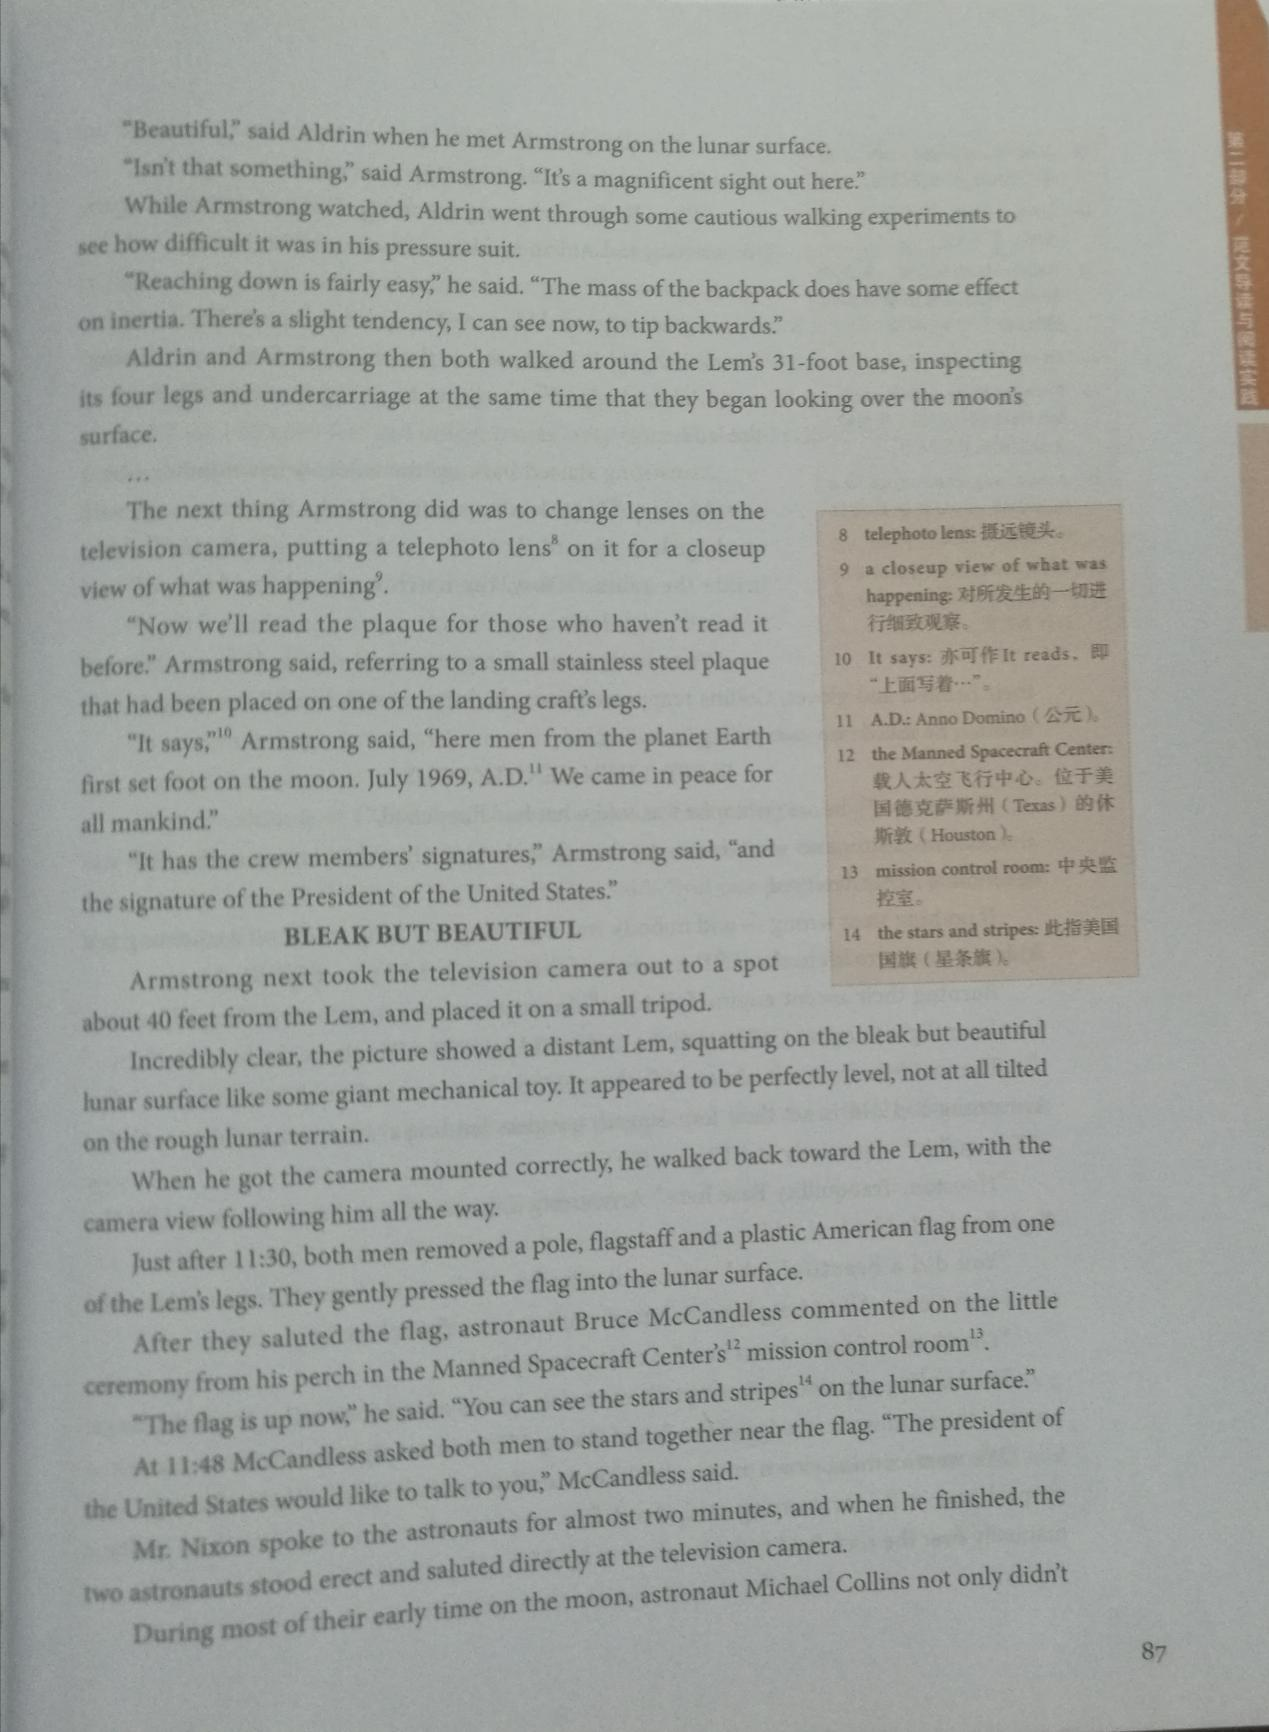 “Beautiful,” said Aldrin when he met Armstrong on the lunar surface.
“Isn’t that something,” said Armstrong. “It’s a magnificent sight out here.”
While Armstrong watched, Aldrin went through some cautious walking experiments to
see how difficult it was in his pressure suit.
“Reaching down is fairly easy,” he said. “The mass of the backpack does have some effect
on inertia. There’s a slight tendency, I can see now, to tip backwards.”
Aldrin and Armstrong then both walked around the Lem’s 31-foot base, inspecting
its four legs and undercarriage at the same time that they began looking over the moon’s
surface.
…
The next thing Armstrong did was to change lenses on the
television camera, putting a telephoto lens⁸ on it for a closeup
view of what was happening⁹.
“Now we’ll read the plaque for those who haven’t read it
before.” Armstrong said, referring to a small stainless steel plaque
that had been placed on one of the landing craft’s legs.
“It says,”¹⁰ Armstrong said, “here men from the planet Earth
first set foot on the moon. July 1969, A.D.¹¹ We came in peace for
all mankind.”
“It has the crew members’ signatures,” Armstrong said, “and
the signature of the President of the United States.”
BLEAK BUT BEAUTIFUL
Armstrong next took the television camera out to a spot
about 40 feet from the Lem, and placed it on a small tripod.
Incredibly clear, the picture showed a distant Lem, squatting on the bleak but beautiful
lunar surface like some giant mechanical toy. It appeared to be perfectly level, not at all tilted
on the rough lunar terrain.
When he got the camera mounted correctly, he walked back toward the Lem, with the
camera view following him all the way.
Just after 11:30, both men removed a pole, flagstaff and a plastic American flag from one
of the Lem’s legs. They gently pressed the flag into the lunar surface.
After they saluted the flag, astronaut Bruce McCandless commented on the little
ceremony from his perch in the Manned Spacecraft Center’s¹² mission control room¹³.
“The flag is up now,” he said. “You can see the stars and stripes¹⁴ on the lunar surface.”
At 11:48 McCandless asked both men to stand together near the flag. “The president of
the United States would like to talk to you,” McCandless said.
Mr. Nixon spoke to the astronauts for almost two minutes, and when he finished, the
two astronauts stood erect and saluted directly at the television camera.
During most of their early time on the moon, astronaut Michael Collins not only didn’t
8 telephoto lens: 摄远镜头。
9 a closeup view of what was
happening: 对所发生的一切进
行细致观察。
10 It says: 亦可作It reads，即
“上面写着…”。
11 A.D.: Anno Domino（公元）。
12 the Manned Spacecraft Center:
载人太空飞行中心。位于美
国德克萨斯州（Texas）的休
斯敦（Houston）。
13 mission control room: 中央监
控室。
14 the stars and stripes: 此指美国
国旗（星条旗）。
第二部分 / 范文导读与阅读实践
87